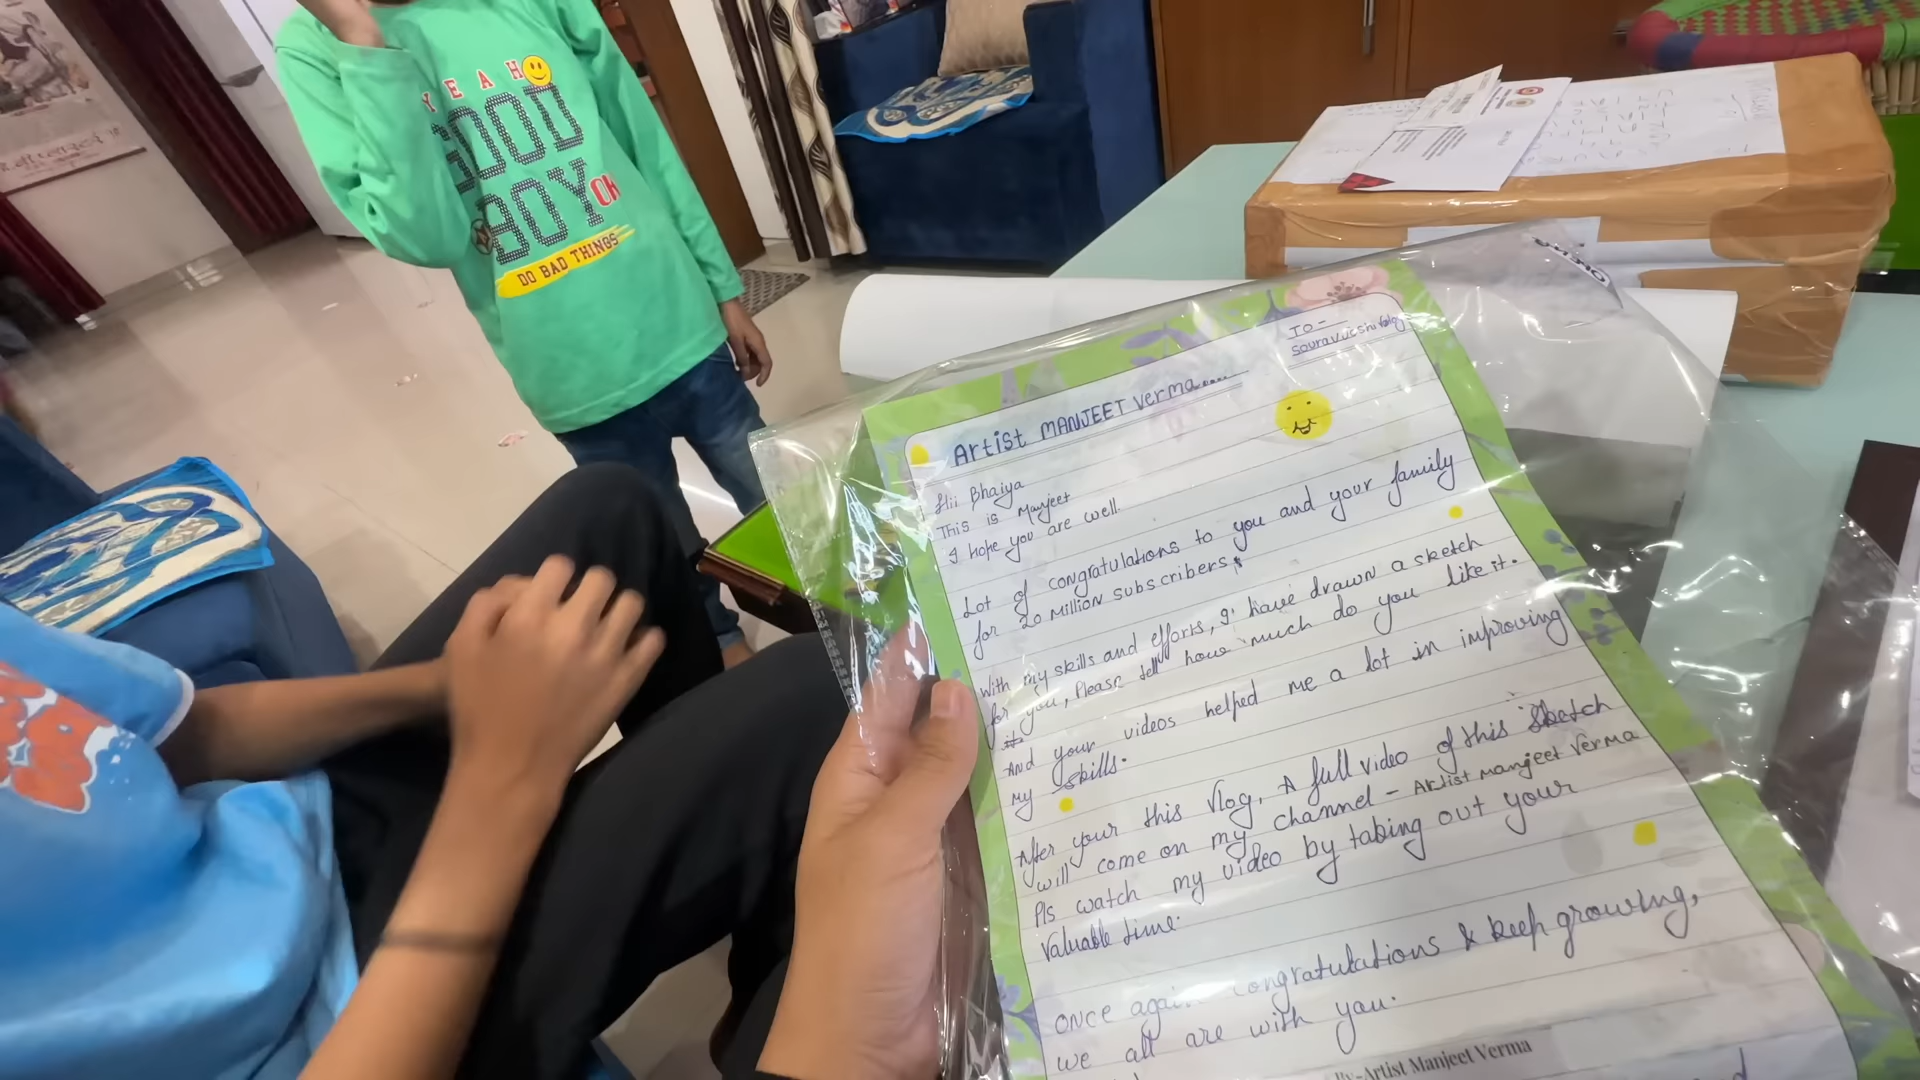 YEAH
GOOD
BOY OK
DO BAD THINGS
TO -
Artist MANJEET Verma.....
Hii Bhaiya
This is Manjeet
I hope you are well.
Lot of congratulations to you and your family
for 20 Million subscribers
With my skills and efforts, I have drawn a sketch
for you, Please tell how much do you like it.
And your videos helped me a lot in improving
my skills.
After your this vlog, A full video of this sketch
will come on my channel - Artist manjeet Verma
Pls watch my video by taking out your
valuable time.
once again congratulations & keep growing,
we all are with you.
By-Artist Manjeet Verma